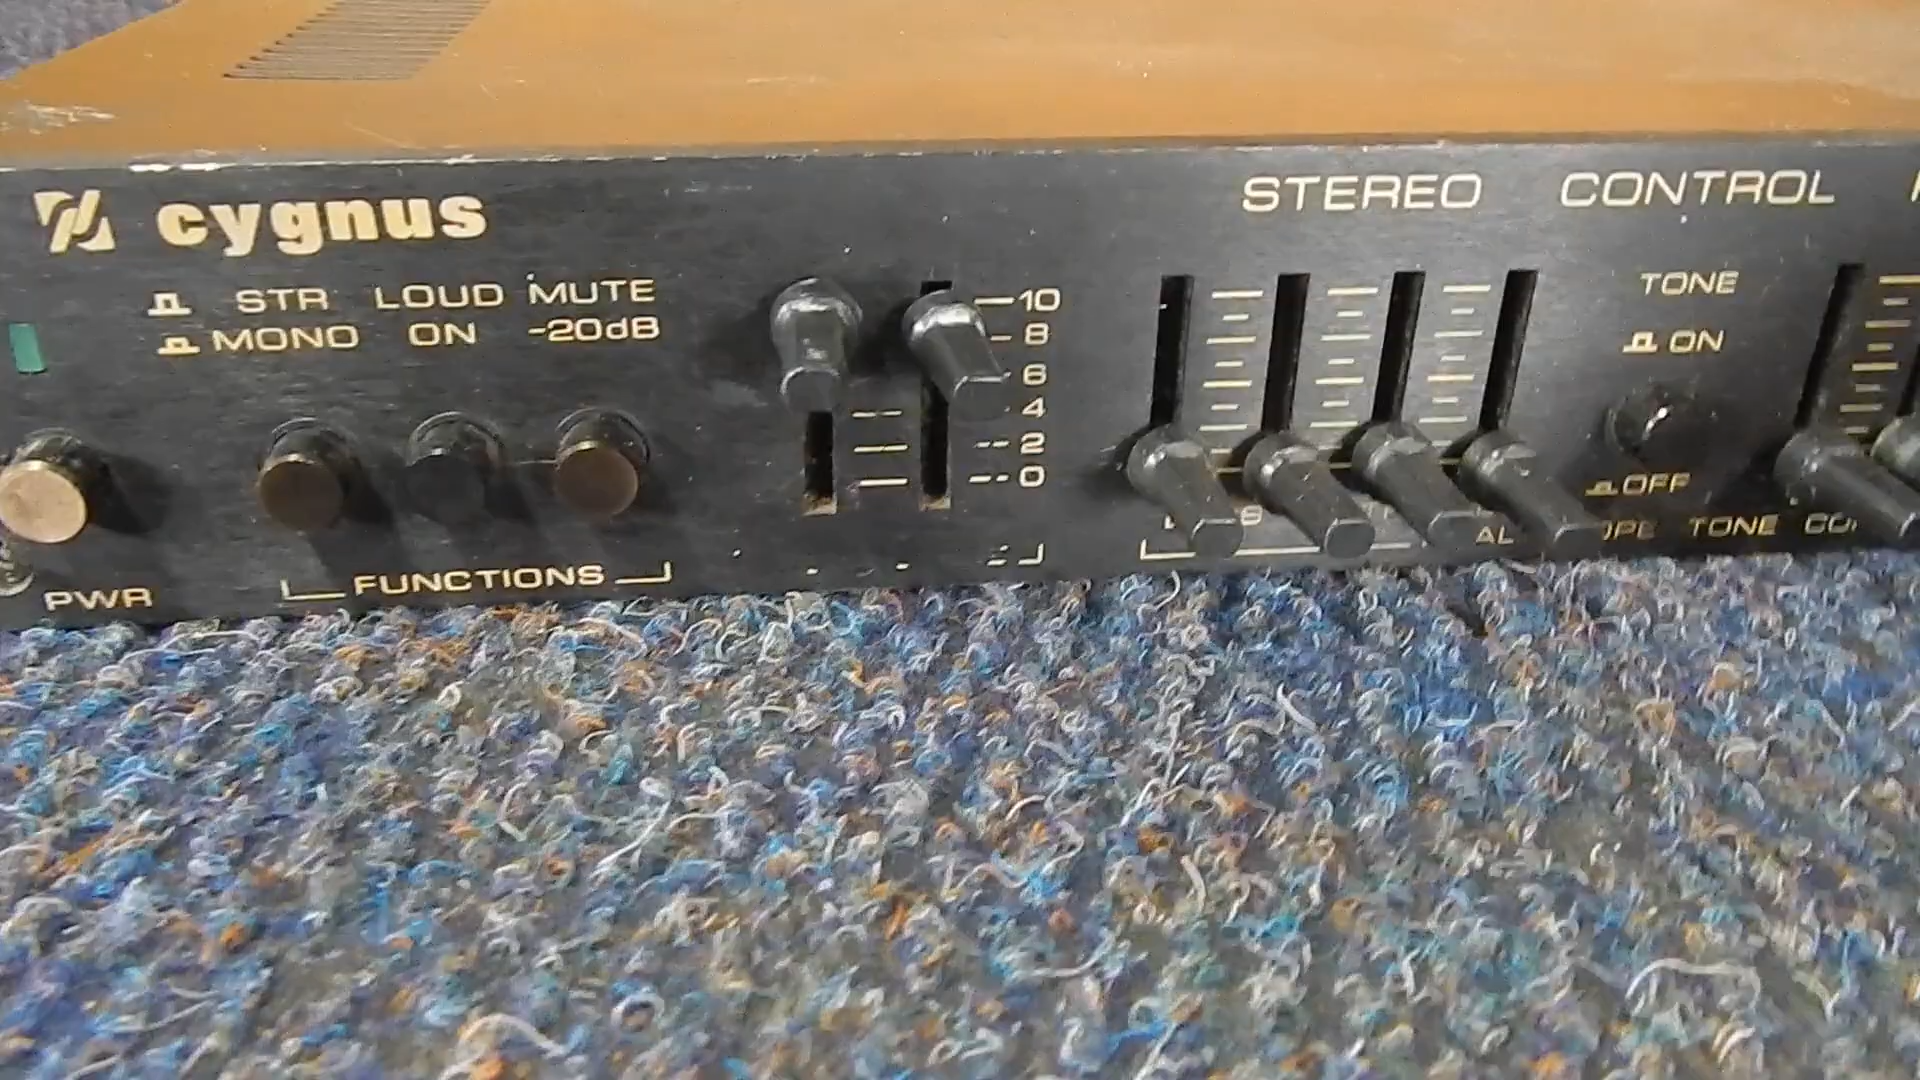 cygnus
STEREO CONTROL
STR LOUD MUTE
MONO ON -20dB
10
8
6
4
2
0
TONE
ON
OFF
TONE
PWR
FUNCTIONS